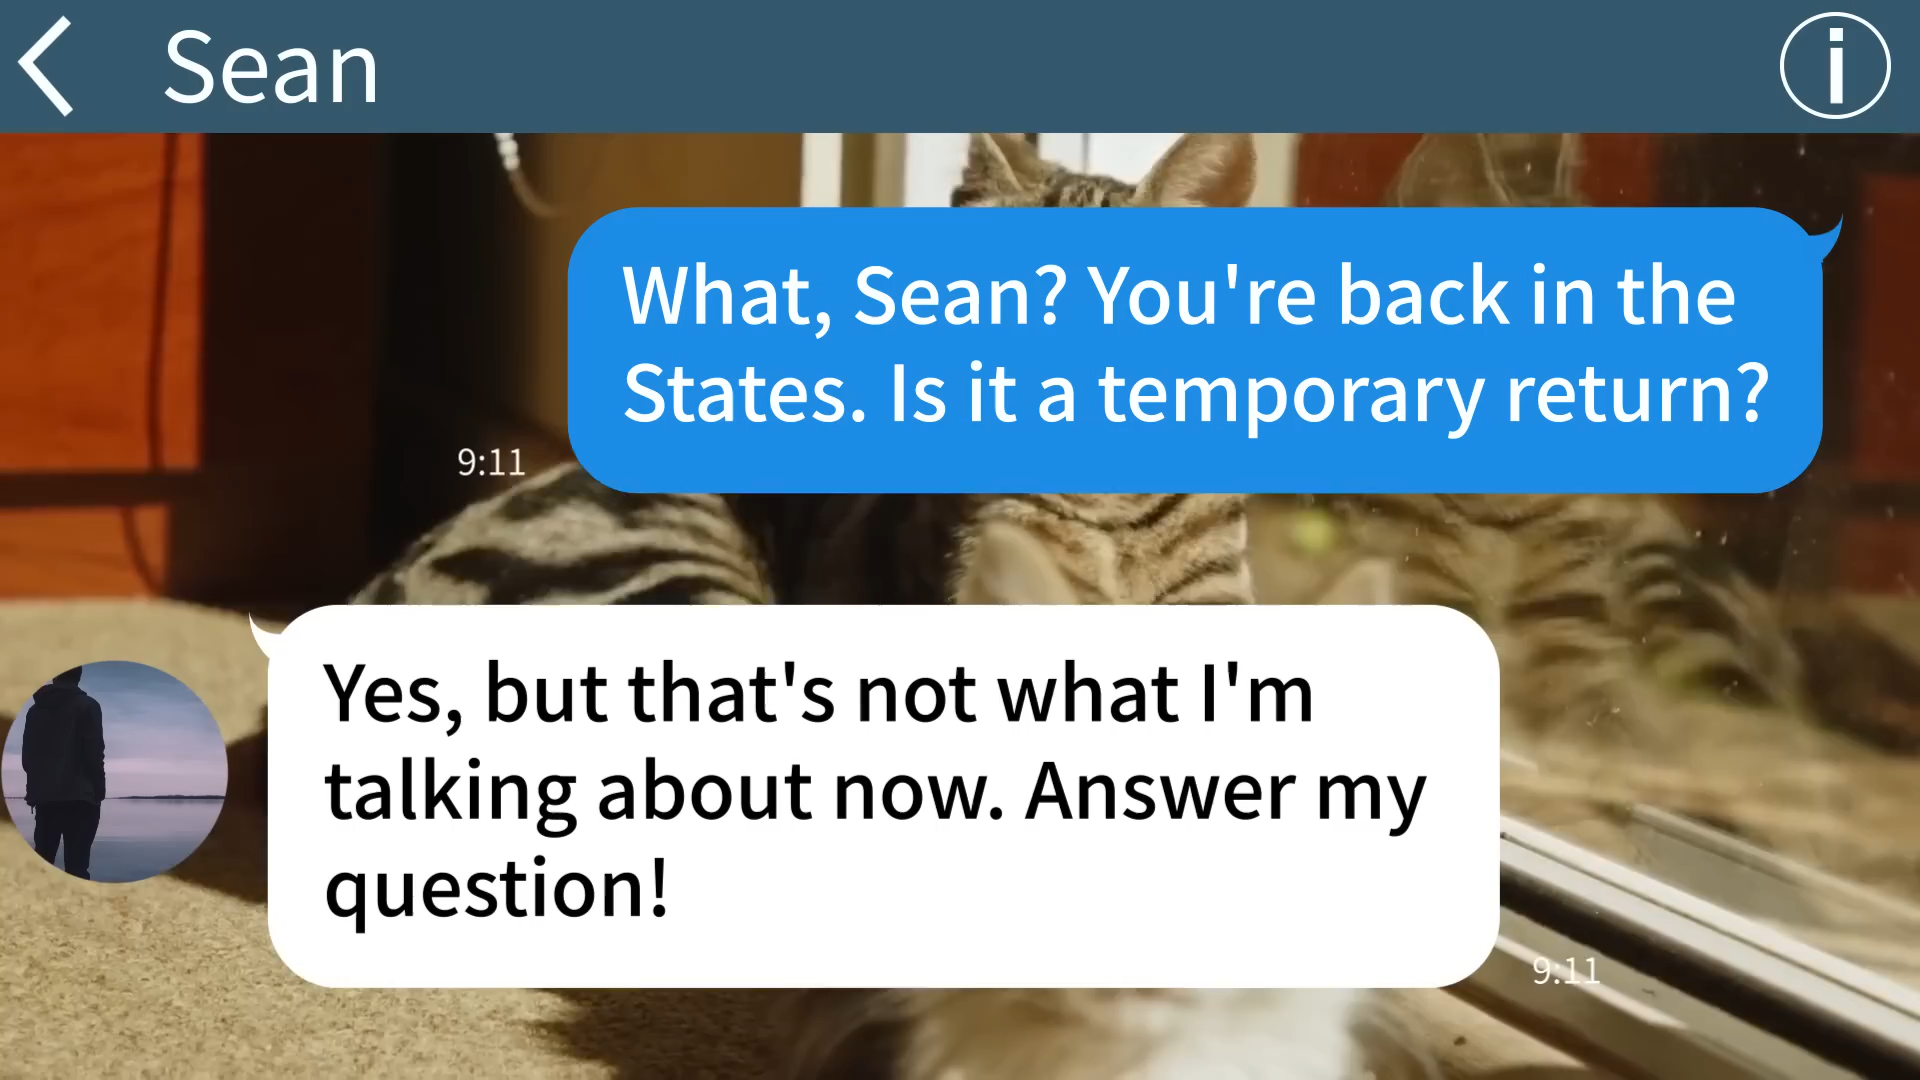 Sean
What, Sean? You're back in the
States. Is it a temporary return?
9:11
Yes, but that's not what I'm
talking about now. Answer my
question!
9:11